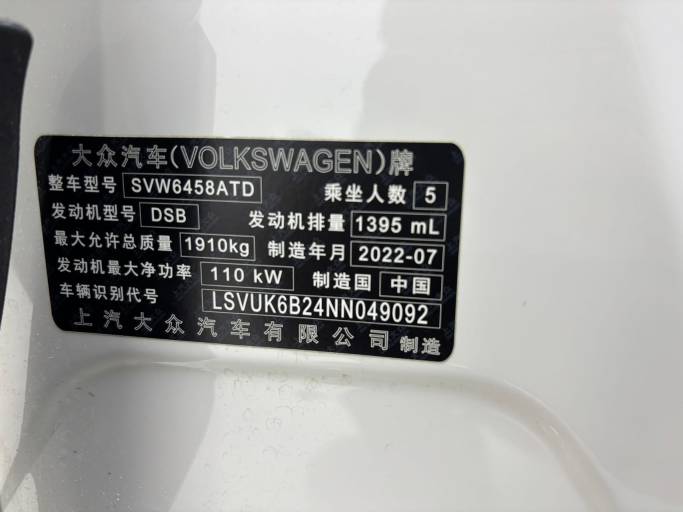 大众汽车(VOLKSWAGEN)牌
整车型号 SVW6458ATD 乘坐人数 5
发动机型号 DSB 发动机排量 1395 mL
最大允许总质量 1910kg 制造年月 2022-07
发动机最大净功率 110 kW 制造国 中国
车辆识别代号 LSVUK6B24NN049092
上汽大众汽车有限公司制造